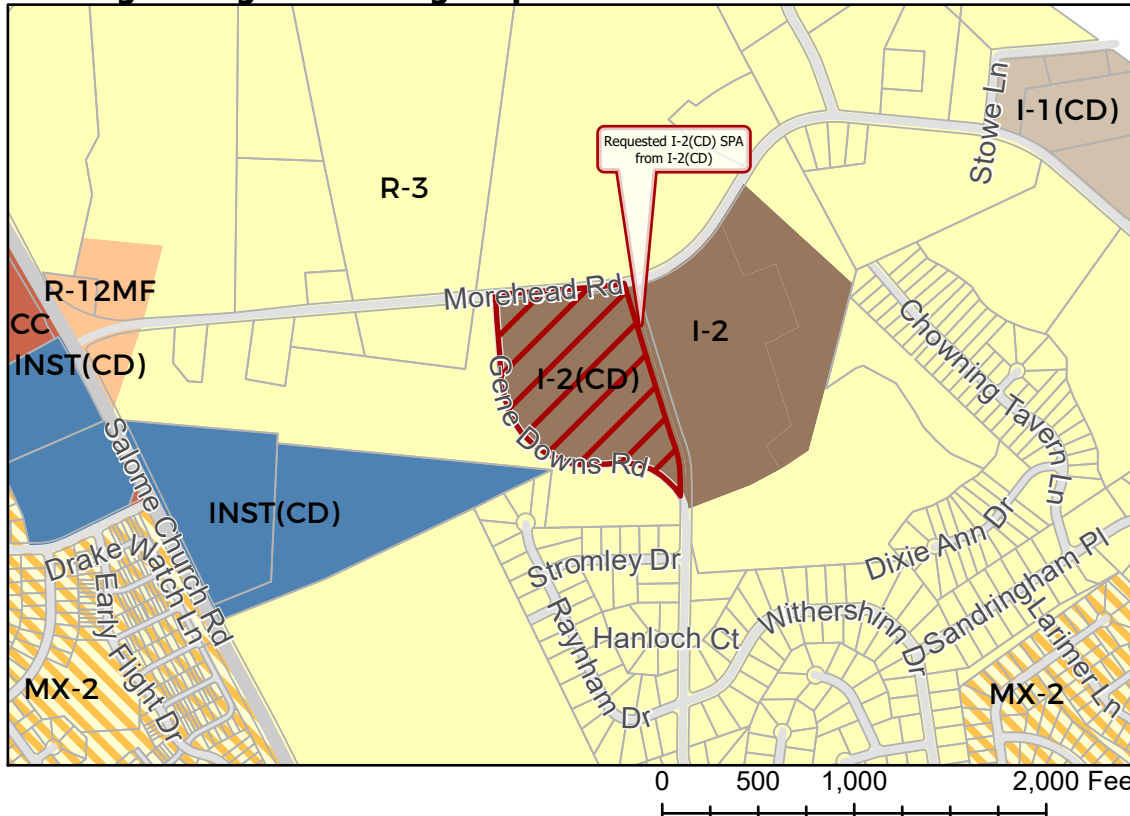 Stowe Ln
I-1(CD)
Requested I-2(CD) SPA
from I-2(CD)
R-3
R-12MF
Morehead Rd
CC
I-2
INST(CD)
I-2(CD)
Gene Downs Rd
Chowning Tavern Ln
Salome Church Rd
INST(CD)
Drake Watch Ln
Early Flight Dr
Stromley Dr
Dixie Ann Dr
Sandringham Pl
Raynham Dr
Hanloch Ct
Withershinn Dr
Larimer Ln
MX-2
MX-2
0 500 1,000 2,000 Fee